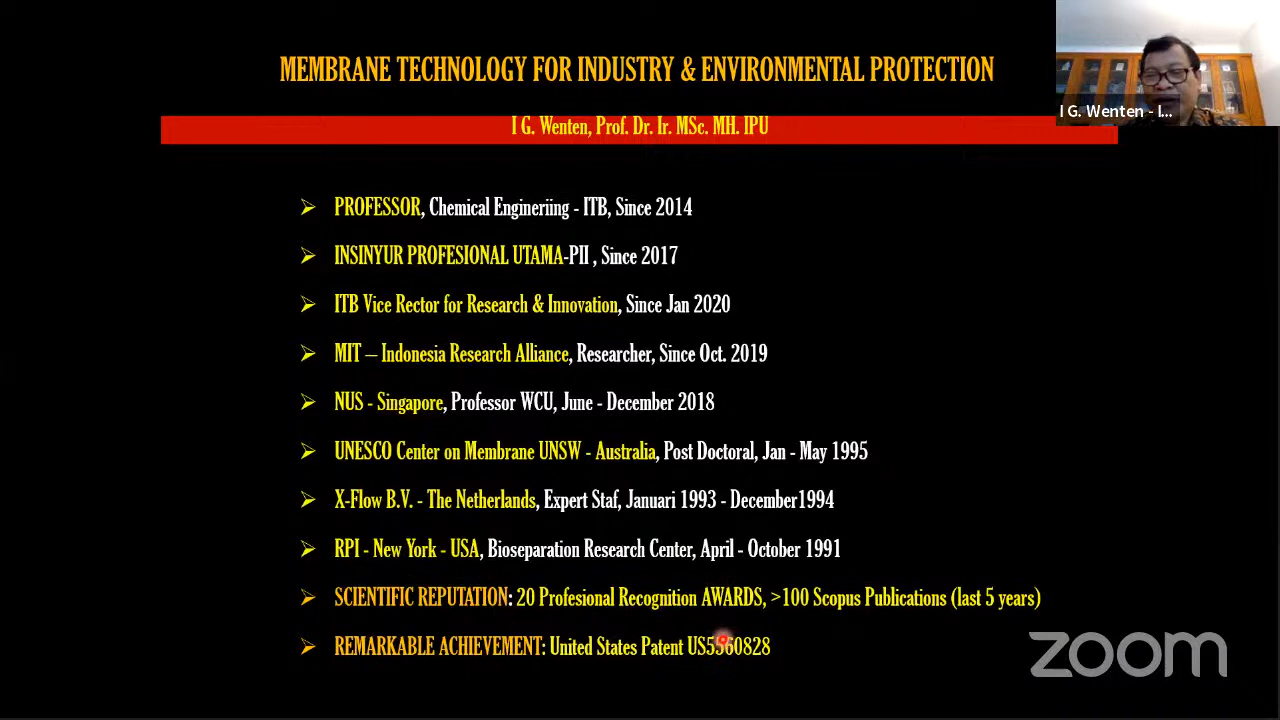 MEMBRANE TECHNOLOGY FOR INDUSTRY & ENVIRONMENTAL PROTECTION
I G. Wenten - I...
I G. Wenten, Prof. Dr. Ir. MSc. MH. IPU
PROFESSOR, Chemical Engineriing - ITB, Since 2014
INSINYUR PROFESIONAL UTAMA-PII , Since 2017
ITB Vice Rector for Research & Innovation, Since Jan 2020
MIT – Indonesia Research Alliance, Researcher, Since Oct. 2019
NUS - Singapore, Professor WCU, June - December 2018
UNESCO Center on Membrane UNSW - Australia, Post Doctoral, Jan - May 1995
X-Flow B.V. - The Netherlands, Expert Staf, Januari 1993 - December1994
RPI - New York - USA, Bioseparation Research Center, April - October 1991
SCIENTIFIC REPUTATION: 20 Profesional Recognition AWARDS, >100 Scopus Publications (last 5 years)
REMARKABLE ACHIEVEMENT: United States Patent US5560828
zoom